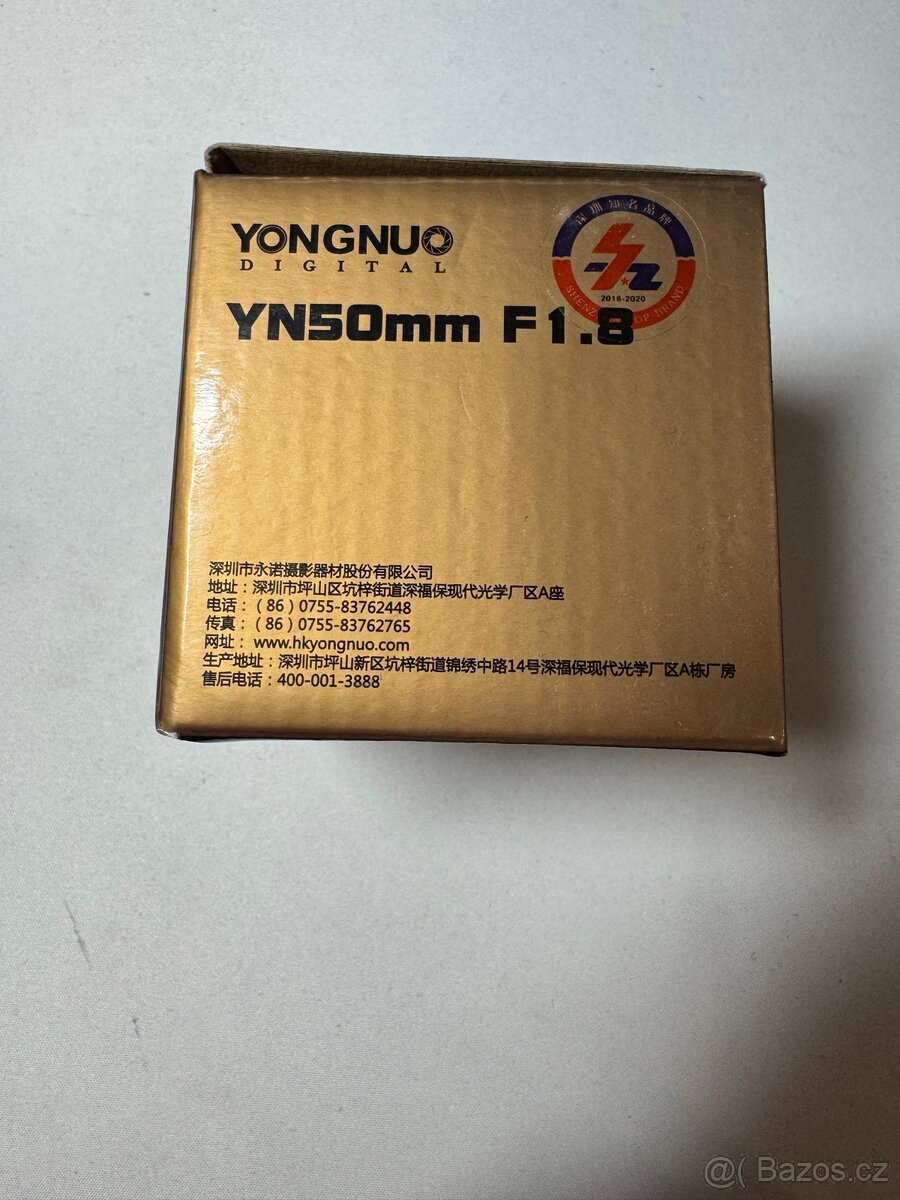 YONGNUO
DIGITAL
深圳知名品牌
2016-2020
SHENZ OP BRAND
YN50mm F1.8
深圳市永诺摄影器材股份有限公司
地址：深圳市坪山区坑梓街道深福保现代光学厂区A座
电话：（86）0755-83762448
传真：（86）0755-83762765
网址： www.hkyongnuo.com
生产地址：深圳市坪山新区坑梓街道锦绣中路14号深福保现代光学厂区A栋厂房
售后电话：400-001-3888
@( Bazos.cz